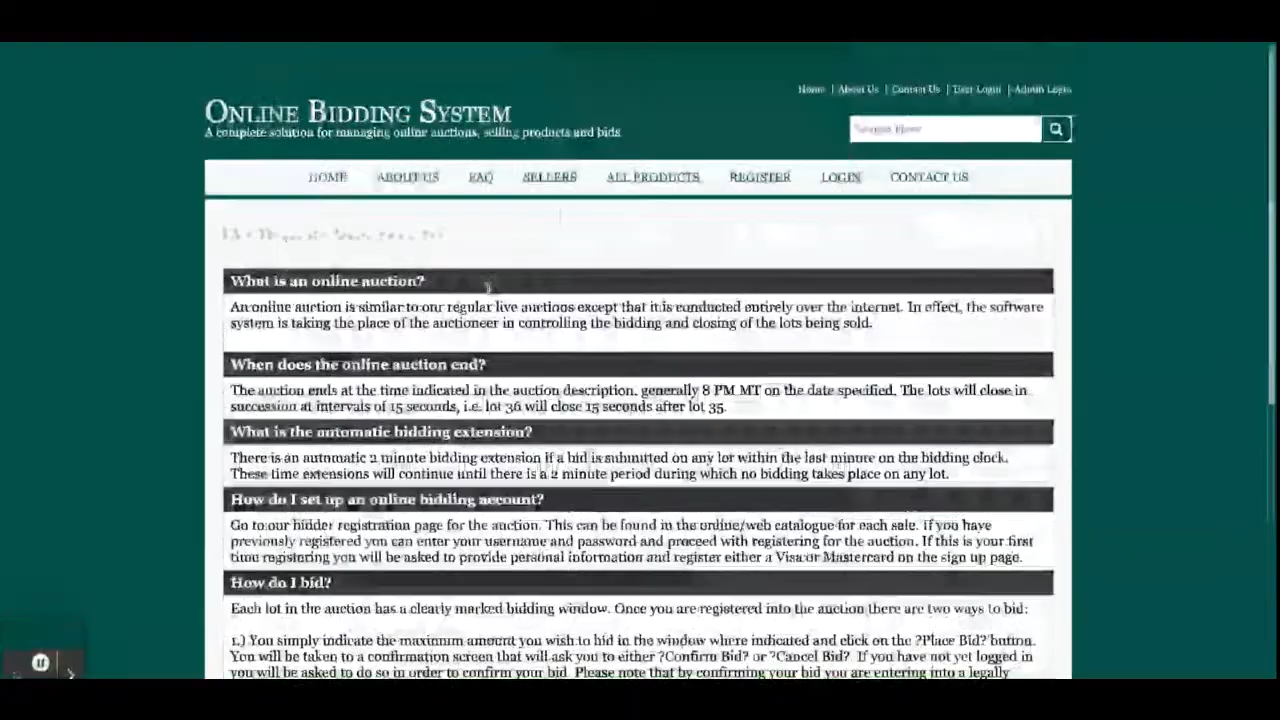 Home | About Us | Contact Us | User Login | Admin Login
ONLINE BIDDING SYSTEM
A complete solution for managing online auctions, selling products and bids
HOME ABOUT US FAQ SELLERS ALL PRODUCTS REGISTER LOGIN CONTACT US
What is an online auction?
An online auction is similar to our regular live auctions except that it is conducted entirely over the internet. In effect, the software
system is taking the place of the auctioneer in controlling the bidding and closing of the lots being sold.
When does the online auction end?
The auction ends at the time indicated in the auction description, generally 8 PM MT on the date specified. The lots will close in
succession at intervals of 15 seconds, i.e. lot 36 will close 15 seconds after lot 35.
What is the automatic bidding extension?
There is an automatic 2 minute bidding extension if a bid is submitted on any lot within the last minute on the bidding clock.
These time extensions will continue until there is a 2 minute period during which no bidding takes place on any lot.
How do I set up an online bidding account?
Go to our bidder registration page for the auction. This can be found in the online/web catalogue for each sale. If you have
previously registered you can enter your username and password and proceed with registering for the auction. If this is your first
time registering you will be asked to provide personal information and register either a Visa or Mastercard on the sign up page.
How do I bid?
Each lot in the auction has a clearly marked bidding window. Once you are registered into the auction there are two ways to bid:
1.) You simply indicate the maximum amount you wish to bid in the window where indicated and click on the ?Place Bid? button.
You will be taken to a confirmation screen that will ask you to either ?Confirm Bid? or ?Cancel Bid? If you have not yet logged in
you will be asked to do so in order to confirm your bid. Please note that by confirming your bid you are entering into a legally